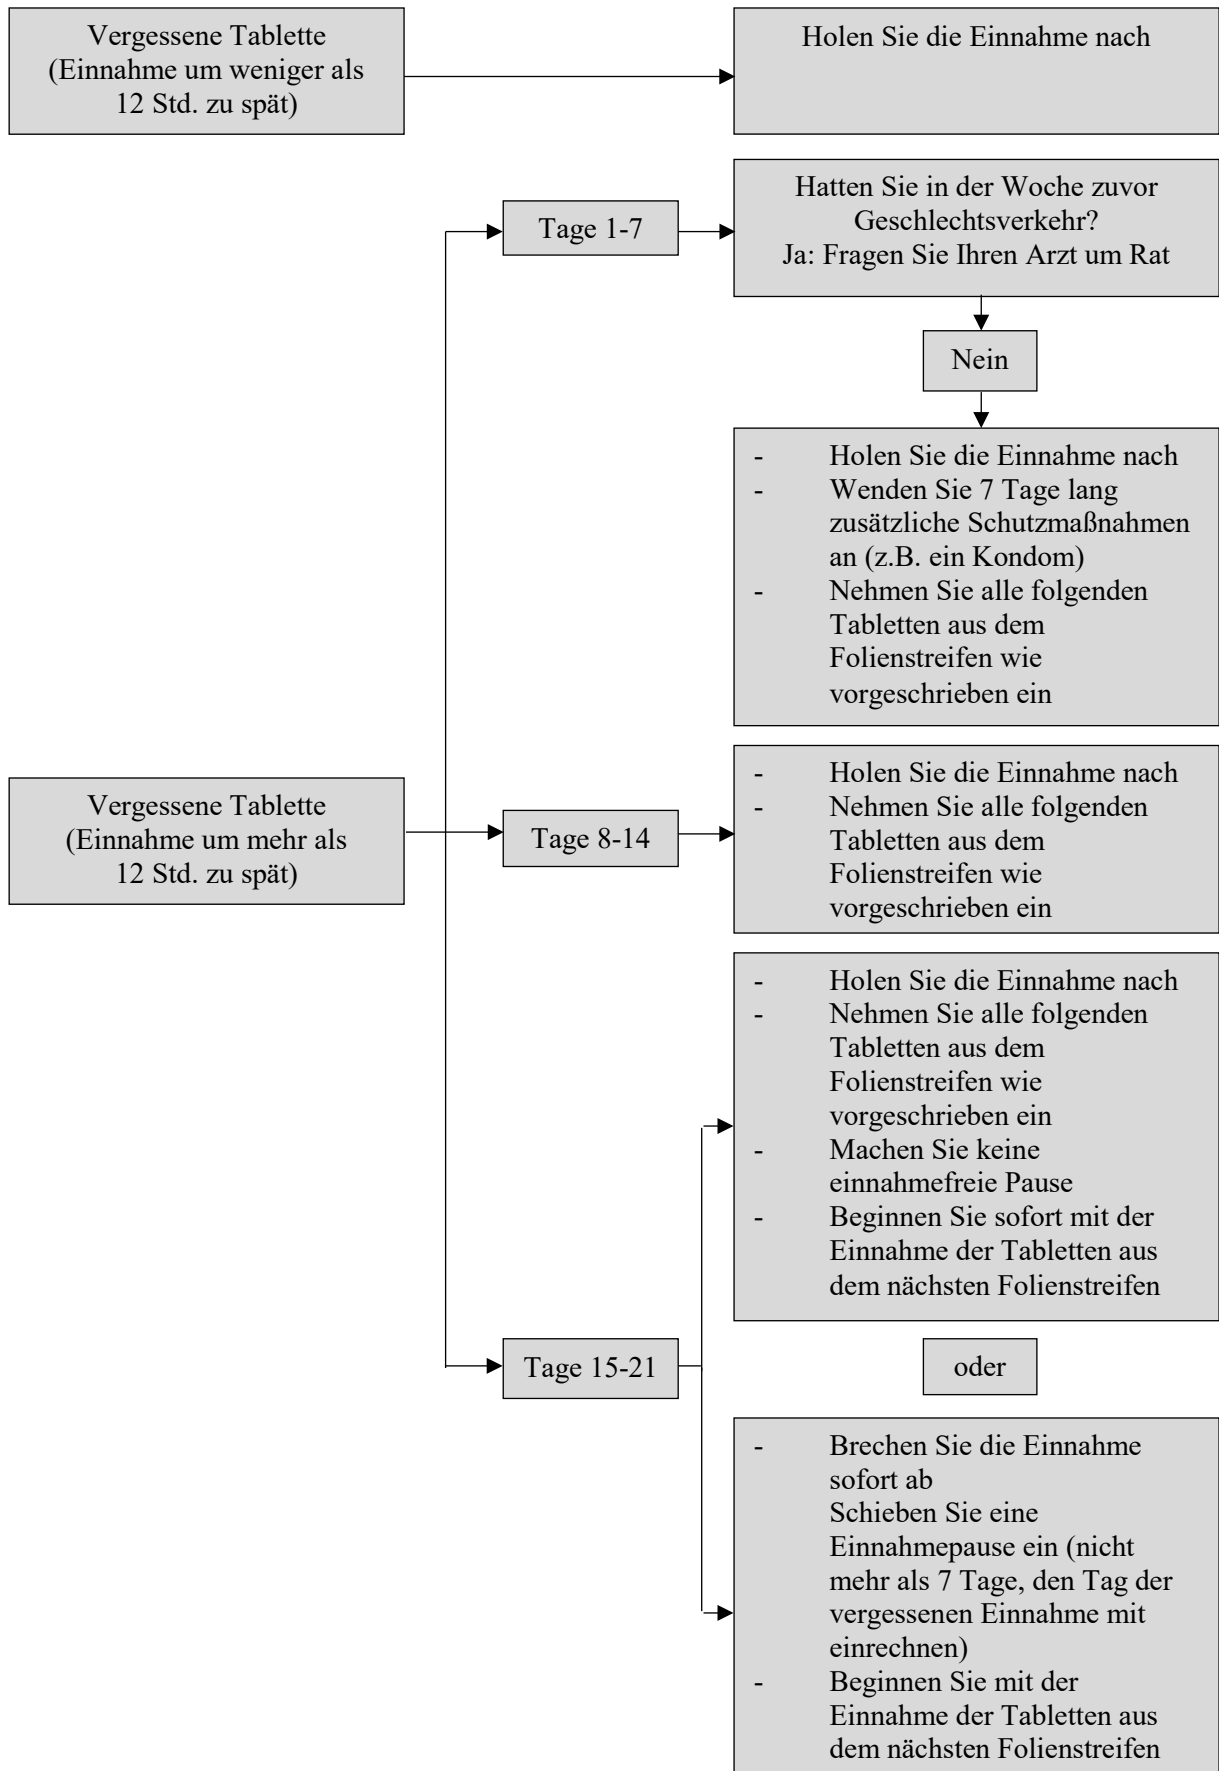 Vergessene Tablette
(Einnahme um weniger als
12 Std. zu spät)
Holen Sie die Einnahme nach
Tage 1-7
Hatten Sie in der Woche zuvor
Geschlechtsverkehr?
Ja: Fragen Sie Ihren Arzt um Rat
Nein
- Holen Sie die Einnahme nach
- Wenden Sie 7 Tage lang
zusätzliche Schutzmaßnahmen
an (z.B. ein Kondom)
- Nehmen Sie alle folgenden
Tabletten aus dem
Folienstreifen wie
vorgeschrieben ein
Vergessene Tablette
(Einnahme um mehr als
12 Std. zu spät)
Tage 8-14
- Holen Sie die Einnahme nach
- Nehmen Sie alle folgenden
Tabletten aus dem
Folienstreifen wie
vorgeschrieben ein
- Holen Sie die Einnahme nach
- Nehmen Sie alle folgenden
Tabletten aus dem
Folienstreifen wie
vorgeschrieben ein
- Machen Sie keine
einnahmefreie Pause
- Beginnen Sie sofort mit der
Einnahme der Tabletten aus
dem nächsten Folienstreifen
Tage 15-21
oder
- Brechen Sie die Einnahme
sofort ab
Schieben Sie eine
Einnahmepause ein (nicht
mehr als 7 Tage, den Tag der
vergessenen Einnahme mit
einrechnen)
- Beginnen Sie mit der
Einnahme der Tabletten aus
dem nächsten Folienstreifen